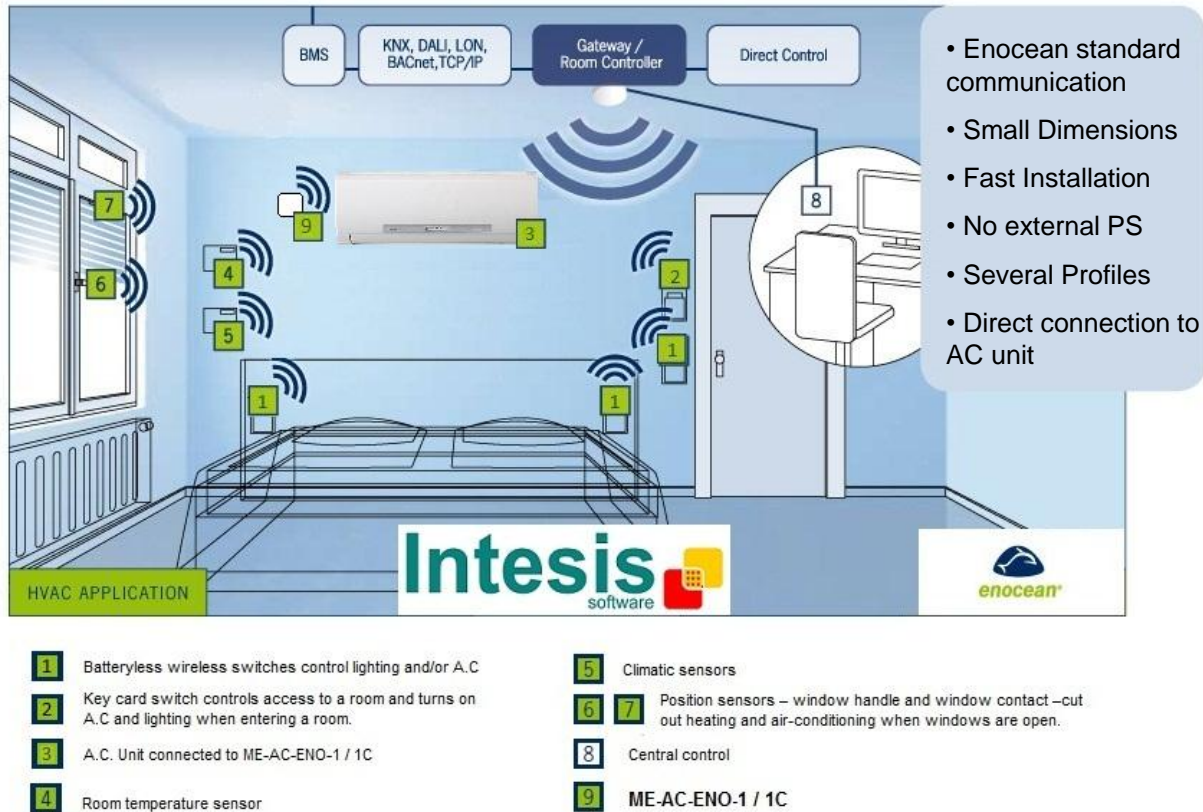 BMS
KNX, DALI, LON,
BACnet,TCP/IP
Gateway /
Room Controller
Direct Control
• Enocean standard
communication
• Small Dimensions
• Fast Installation
• No external PS
• Several Profiles
• Direct connection to
AC unit
7
6
9
4
5
3
8
2
1
1
1
HVAC APPLICATION
Intesis
software
enocean®
1 Batteryless wireless switches control lighting and/or A.C
2 Key card switch controls access to a room and turns on
A.C and lighting when entering a room.
3 A.C. Unit connected to ME-AC-ENO-1 / 1C
4 Room temperature sensor
5 Climatic sensors
6 7 Position sensors – window handle and window contact –cut
out heating and air-conditioning when windows are open.
8 Central control
9 ME-AC-ENO-1 / 1C